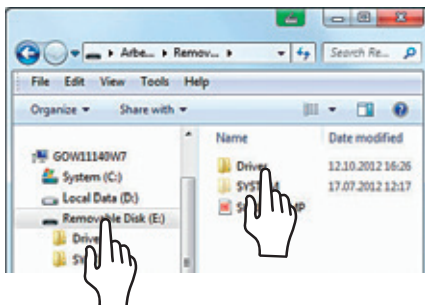 Arbe... ▸ Remov... ▸
Search Re...
File Edit View Tools Help
Organize Share with
Name Date modified
GOW11140W7
System (C:)
Local Data (D:)
Removable Disk (E:)
Driver 12.10.2012 16:26
17.07.2012 12:17